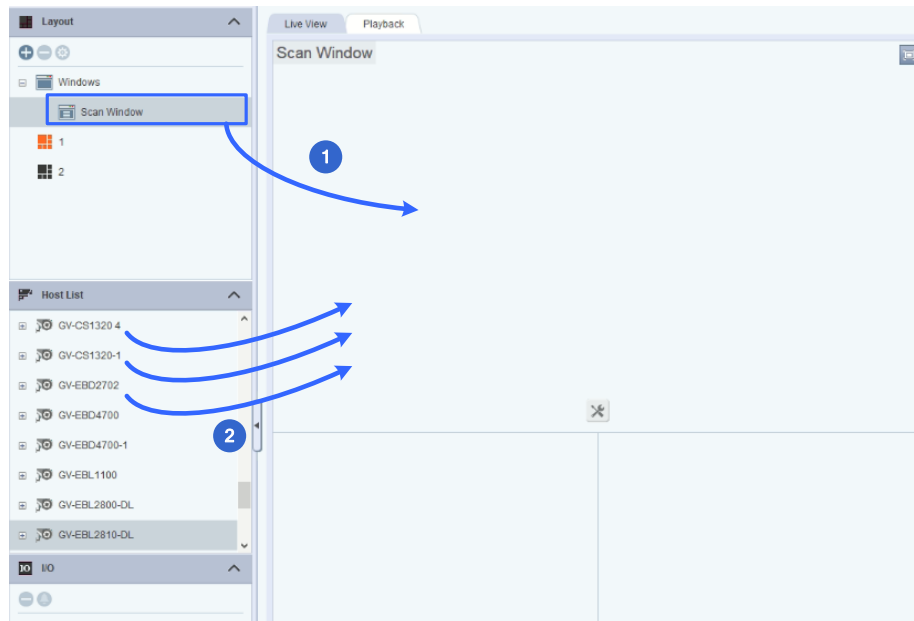 Layout
Windows
Scan Window
1
2
Host List
GV-CS1320 4
GV-CS1320-1
GV-EBD2702
GV-EBD4700
GV-EBD4700-1
GV-EBL1100
GV-EBL2800-DL
GV-EBL2810-DL
I/O
Live View
Playback
Scan Window
1
2